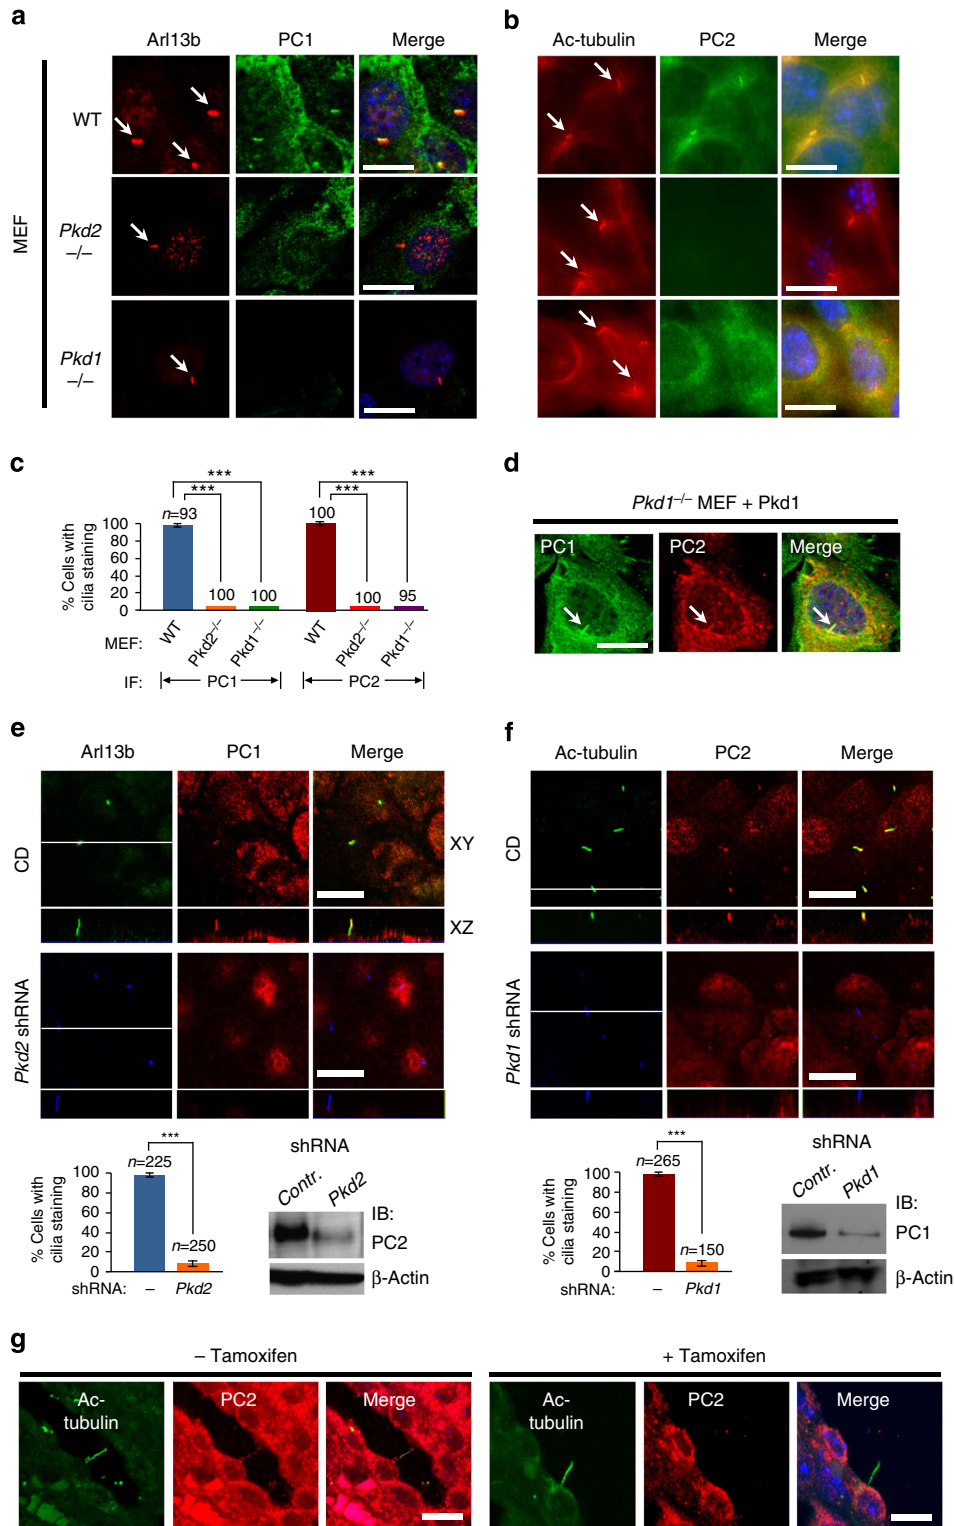 a
Arl13b PC1 Merge
MEF
WT
Pkd2
–/–
Pkd1
–/–
b
Ac-tubulin PC2 Merge
c
% Cells with
cilia staining
100
80
60
40
20
0
n=93
***
***
100
100
100
***
***
100
95
MEF:
WT
Pkd2–/–
Pkd1–/–
WT
Pkd2–/–
Pkd1–/–
IF:
PC1
PC2
d
Pkd1–/– MEF + Pkd1
PC1 PC2 Merge
e
Arl13b PC1 Merge
CD
XY
XZ
Pkd2 shRNA
% Cells with
cilia staining
100
80
60
40
20
0
***
n=225
n=250
shRNA: – Pkd2
shRNA
Contr. Pkd2
IB:
PC2
β-Actin
f
Ac-tubulin PC2 Merge
CD
Pkd1 shRNA
% Cells with
cilia staining
100
80
60
40
20
0
***
n=265
n=150
shRNA: – Pkd1
shRNA
Contr. Pkd1
IB:
PC1
β-Actin
g
– Tamoxifen
Ac-
tubulin
PC2
Merge
+ Tamoxifen
Ac-
tubulin
PC2
Merge